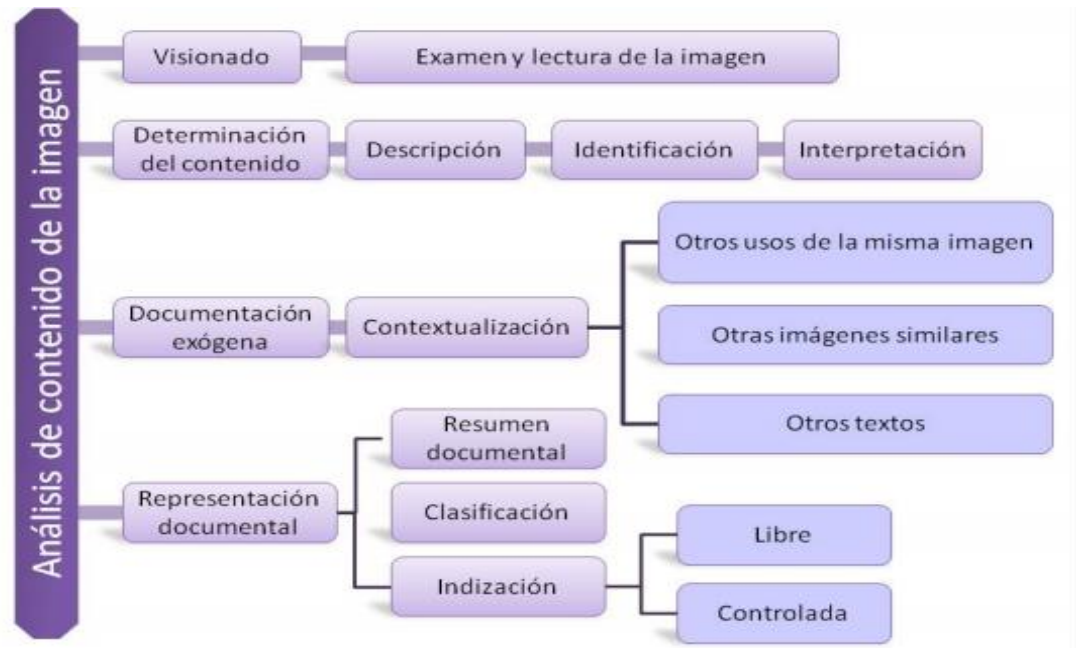 Análisis de contenido de la imagen
Visionado
Examen y lectura de la imagen
Determinación
del contenido
Descripción
Identificación
Interpretación
Documentación
exógena
Contextualización
Otros usos de la misma imagen
Otras imágenes similares
Otros textos
Representación
documental
Resumen
documental
Clasificación
Indización
Libre
Controlada